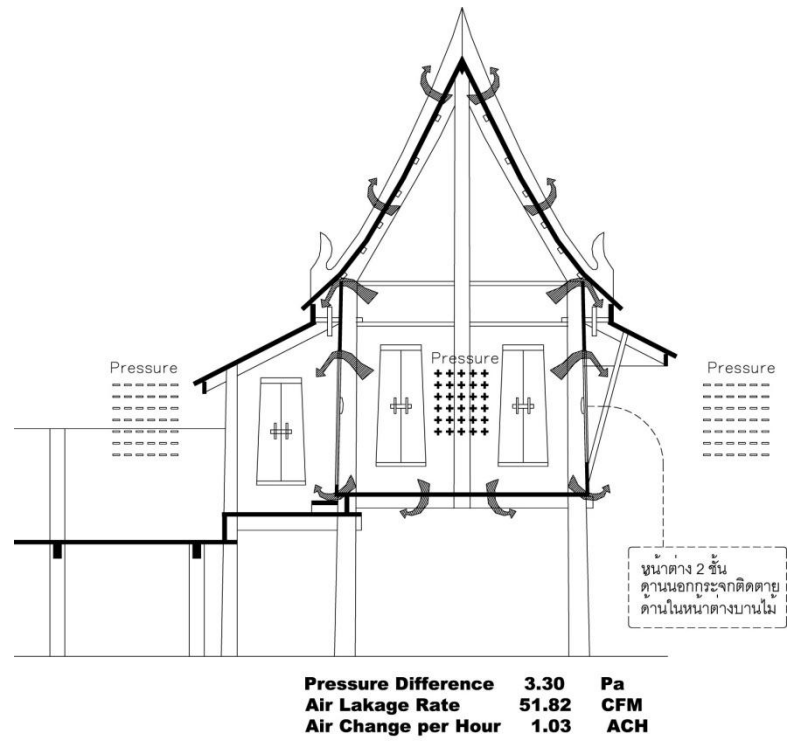 Pressure
Pressure
Pressure
หน้าต่าง 2 ชั้น
ด้านนอกกระจกติดตาย
ด้านในหน้าต่างบานไม้
Pressure Difference 3.30 Pa
Air Lakage Rate 51.82 CFM
Air Change per Hour 1.03 ACH